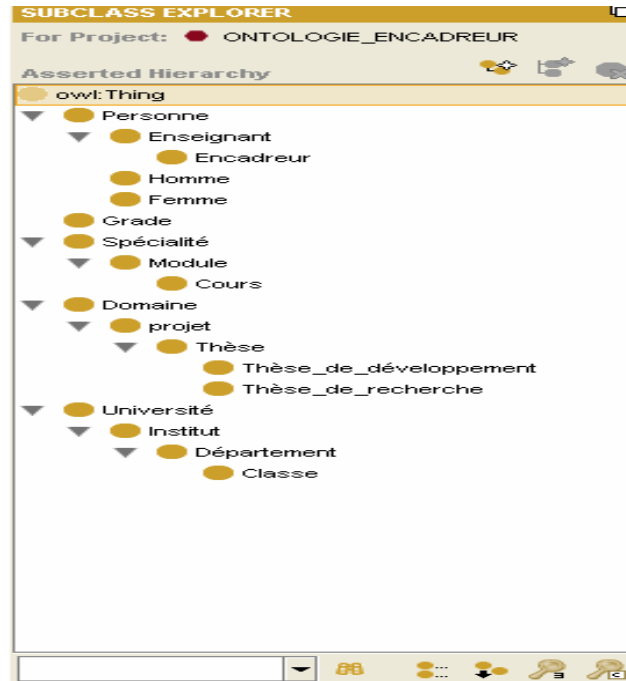 SUBCLASS EXPLORER
For Project: ONTOLOGIE_ENCADREUR
Asserted Hierarchy
owl:Thing
Personne
Enseignant
Encadreur
Homme
Femme
Grade
Spécialité
Module
Cours
Domaine
projet
Thèse
Thèse_de_développement
Thèse_de_recherche
Université
Institut
Département
Classe